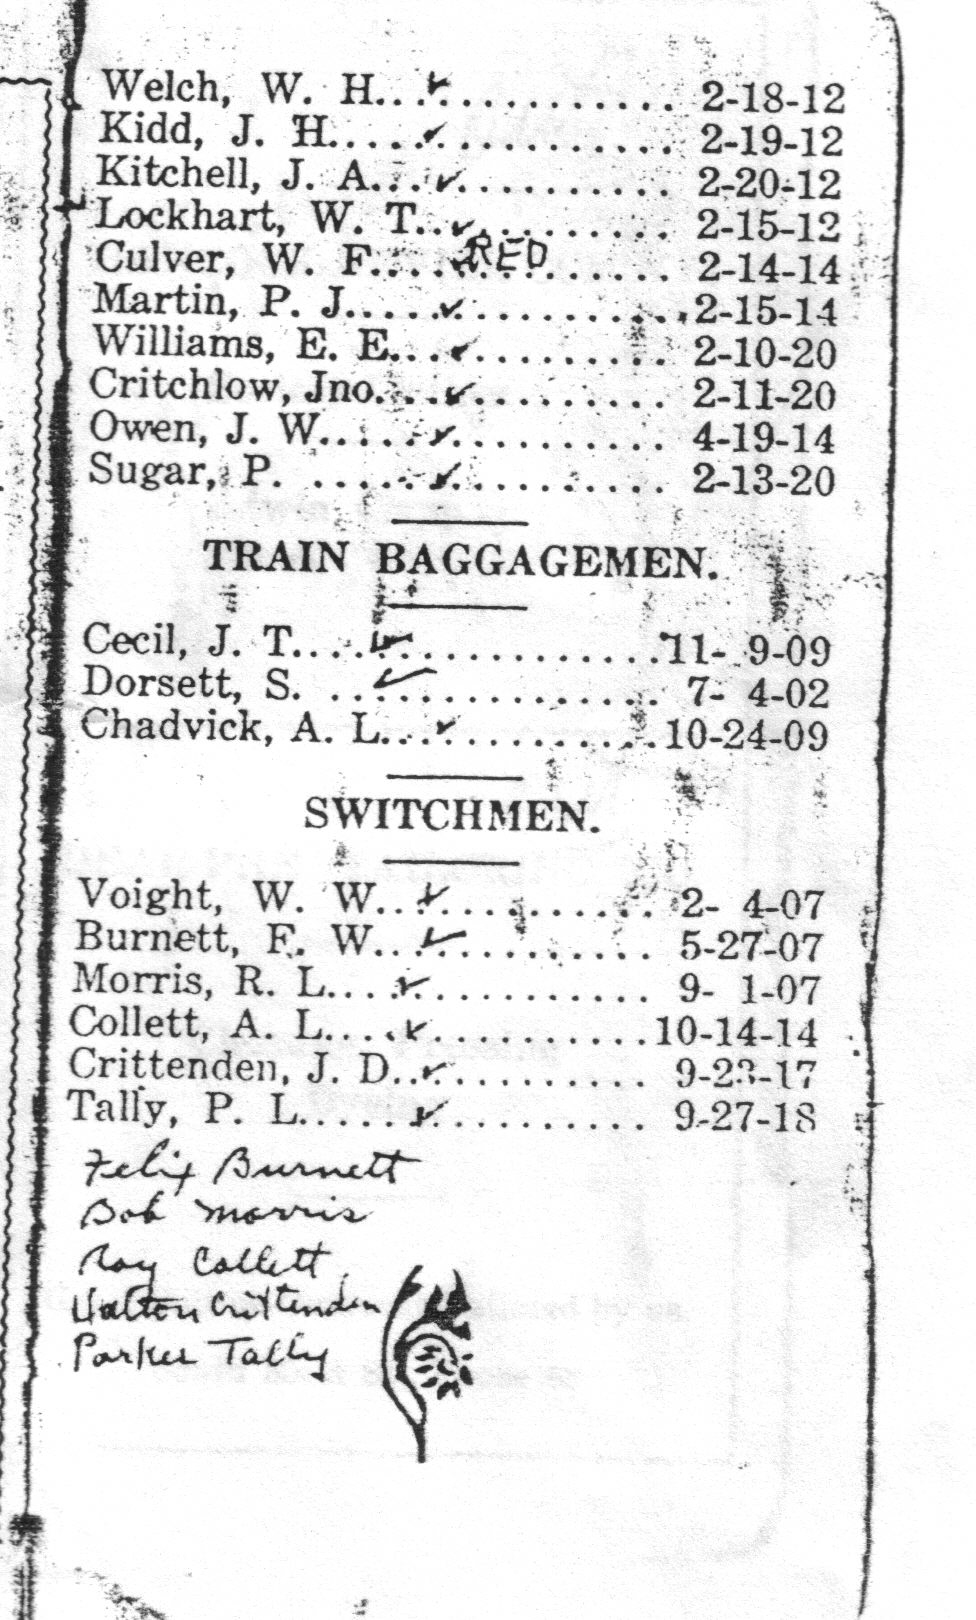 Welch, W. H............... 2-18-12
Kidd, J. H................ 2-19-12
Kitchell, J. A............ 2-20-12
Lockhart, W. T............ 2-15-12
Culver, W. F. RED ........ 2-14-14
Martin, P. J.............. 2-15-14
Williams, E. E............ 2-10-20
Critchlow, Jno............ 2-11-20
Owen, J. W................ 4-19-14
Sugar, P. ................ 2-13-20
TRAIN BAGGAGEMEN.
Cecil, J. T............... 11- 9-09
Dorsett, S. .............. 7- 4-02
Chadvick, A. L............ 10-24-09
SWITCHMEN.
Voight, W. W.............. 2- 4-07
Burnett, F. W............. 5-27-07
Morris, R. L.............. 9- 1-07
Collett, A. L............. 10-14-14
Crittenden, J. D.......... 9-23-17
Tally, P. L............... 9-27-18
Felix Burnett
Bob Morris
Roy Collett
Walton Crittenden
Parker Tally